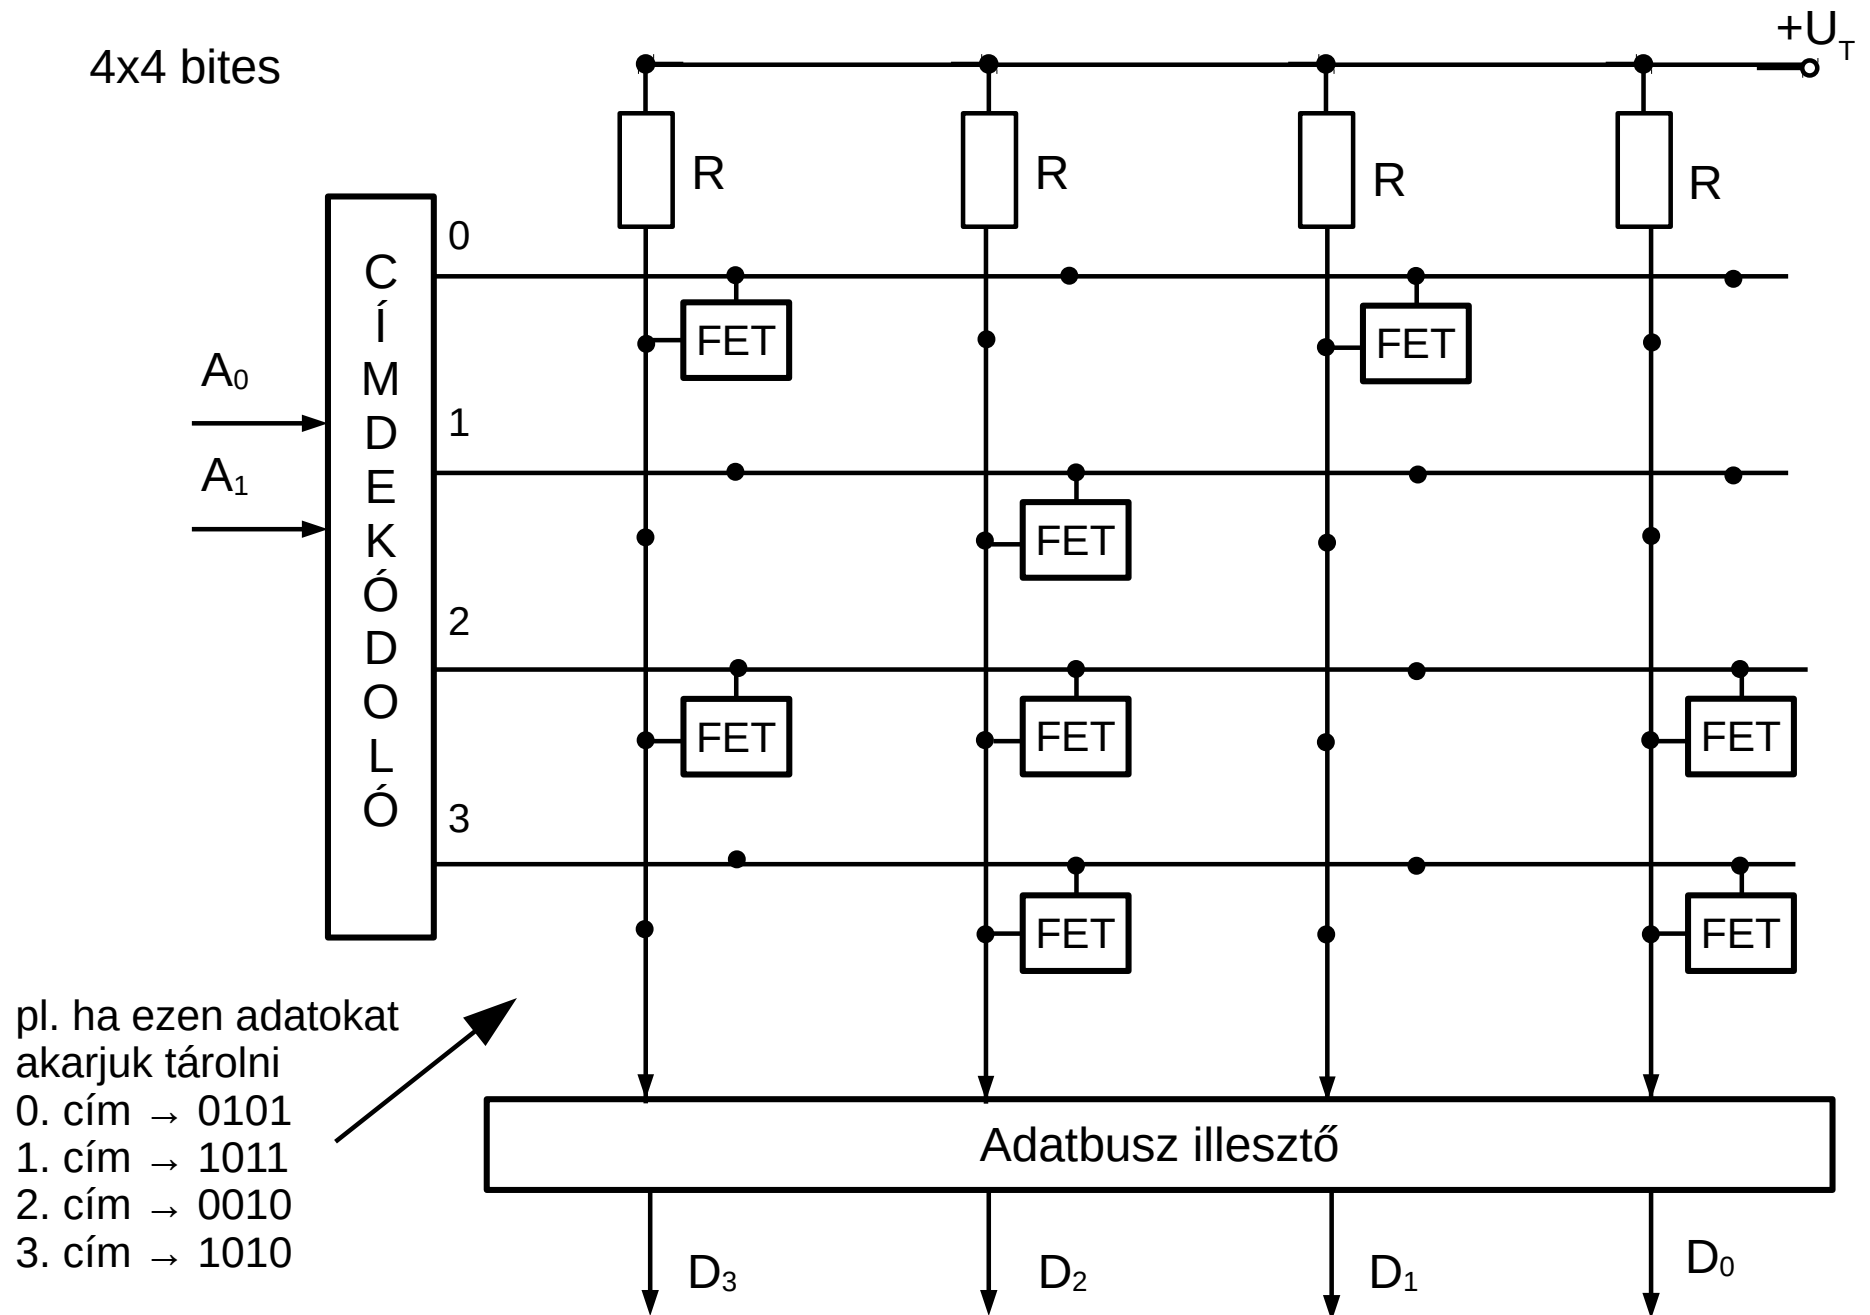 4x4 bites
+U_T
R R R R
CÍMDEKÓDOLÓ
0
FET FET
A0
1
A1
FET
2
FET FET FET
3
FET FET
pl. ha ezen adatokat
akarjuk tárolni
0. cím → 0101
1. cím → 1011
2. cím → 0010
3. cím → 1010
Adatbusz illesztő
D3 D2 D1 D0